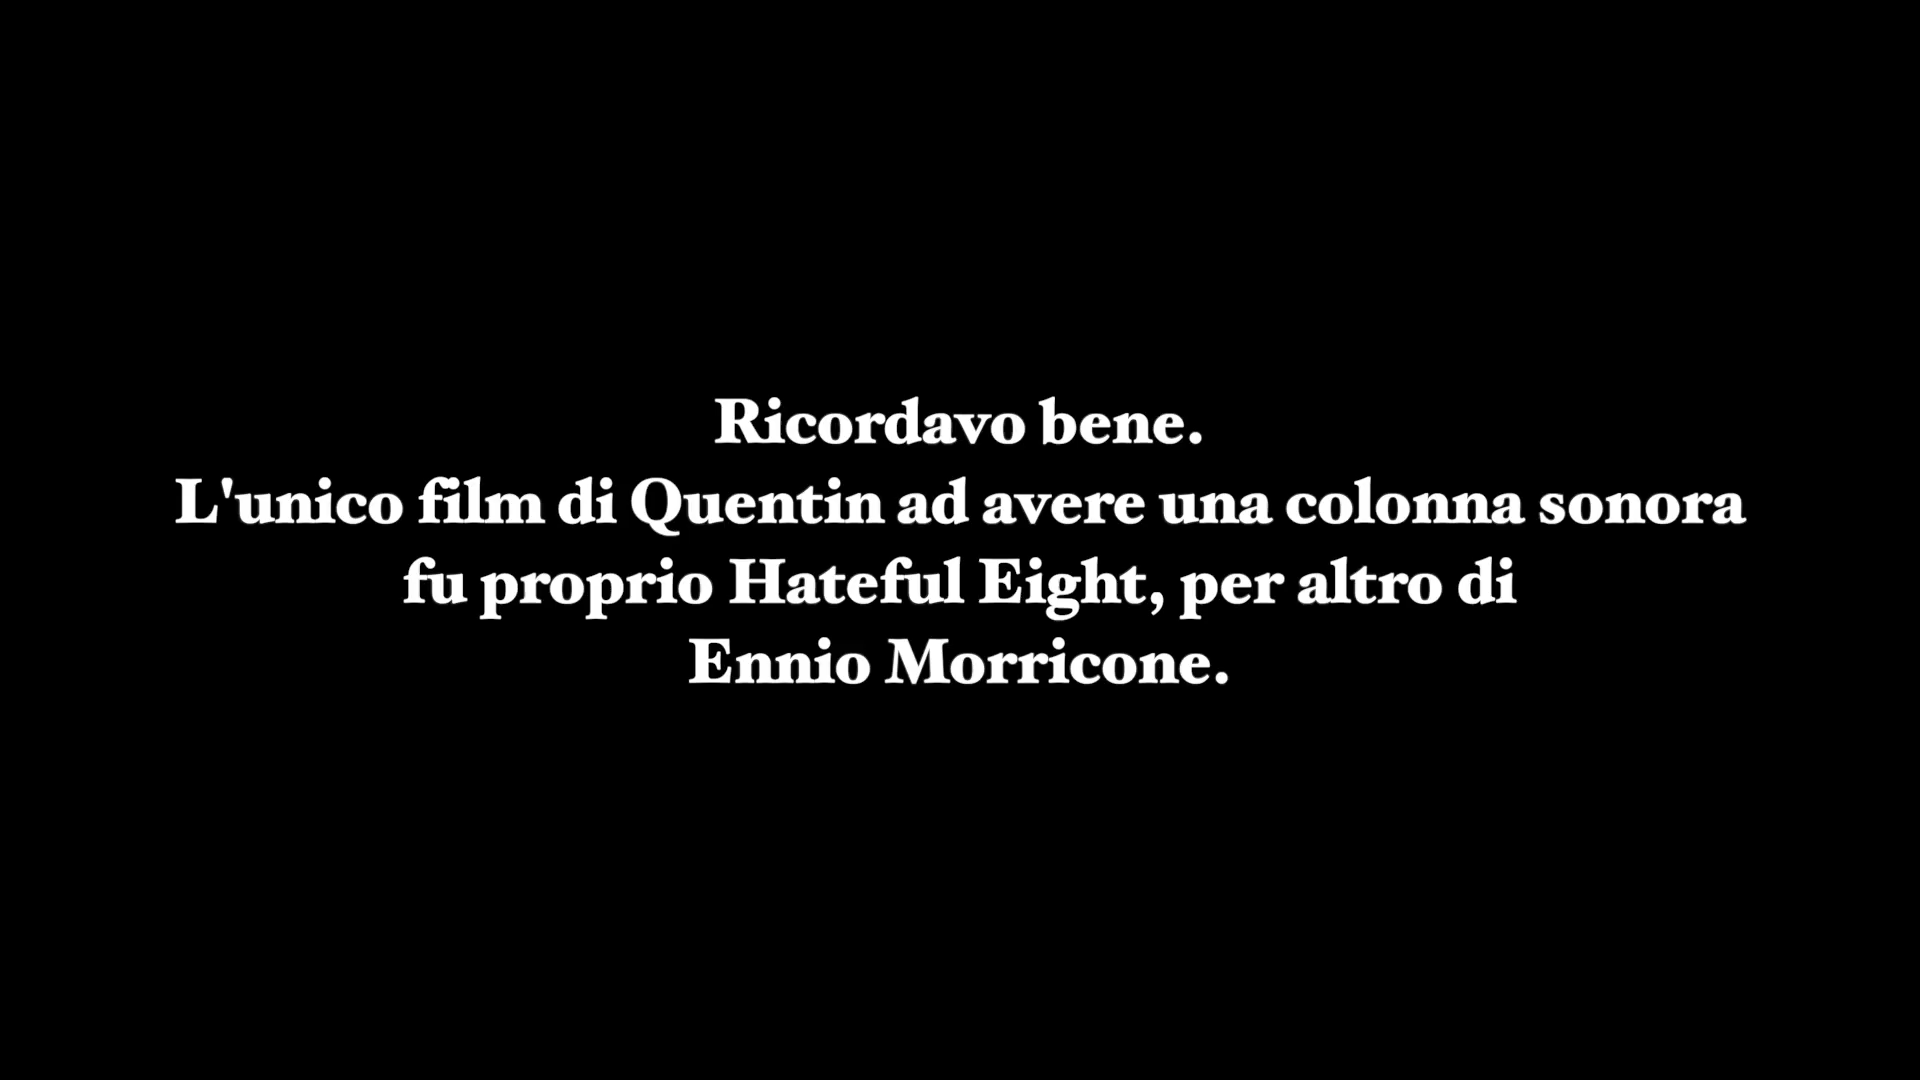 Ricordavo bene.
L'unico film di Quentin ad avere una colonna sonora
fu proprio Hateful Eight, per altro di
Ennio Morricone.